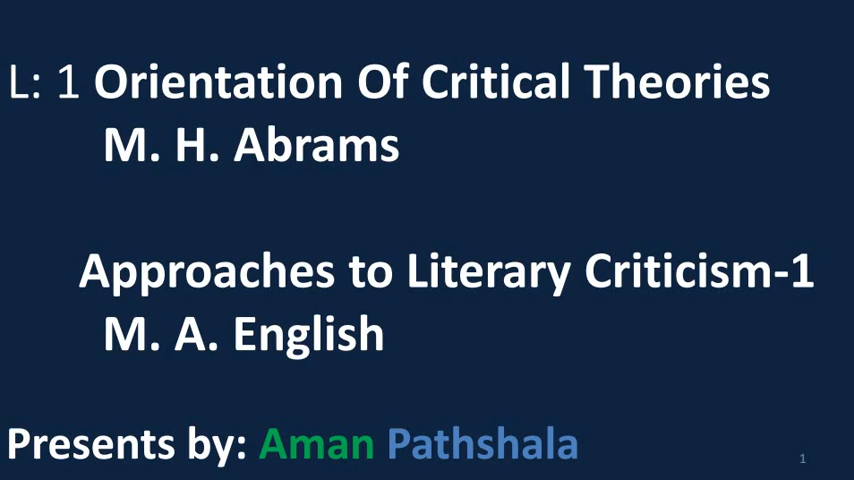 L: 1 Orientation Of Critical Theories
M. H. Abrams
Approaches to Literary Criticism-1
M. A. English
Presents by: Aman Pathshala
1